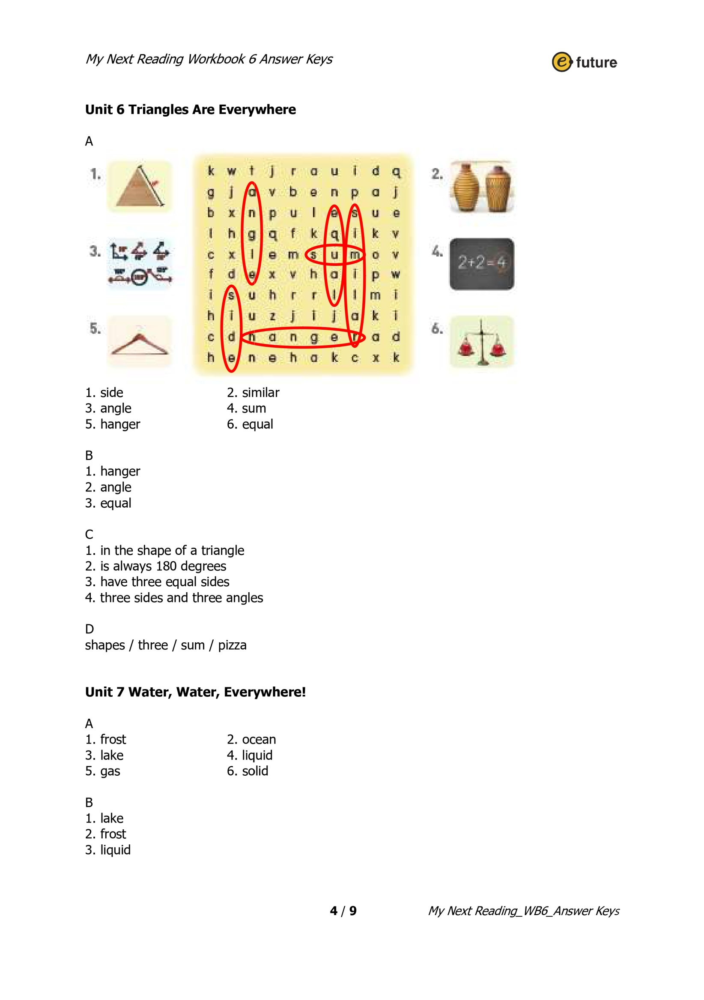 My Next Reading Workbook 6 Answer Keys
e future
Unit 6 Triangles Are Everywhere
A
1.
k w t j r a u i d q
2.
g j a v b e n p a j
b x n p u l e s u e
l h g q f k q i k v
3.
c x l e m s u m o v
4.
2+2=4
f d e x v h a i p w
i s u h r r l l m i
h i u z j i j a k i
5.
c d h a n g e r a d
6.
h e n e h a k c x k
1. side 2. similar
3. angle 4. sum
5. hanger 6. equal
B
1. hanger
2. angle
3. equal
C
1. in the shape of a triangle
2. is always 180 degrees
3. have three equal sides
4. three sides and three angles
D
shapes / three / sum / pizza
Unit 7 Water, Water, Everywhere!
A
1. frost 2. ocean
3. lake 4. liquid
5. gas 6. solid
B
1. lake
2. frost
3. liquid
4 / 9 My Next Reading_WB6_Answer Keys